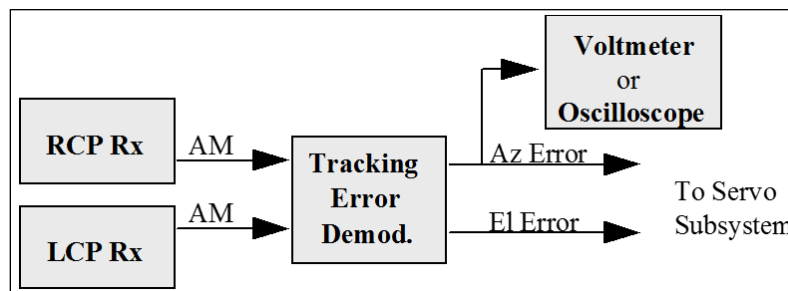 Voltmeter
or
Oscilloscope
RCP Rx
AM
Tracking
Error
Demod.
Az Error
To Servo
Subsystem
LCP Rx
AM
El Error